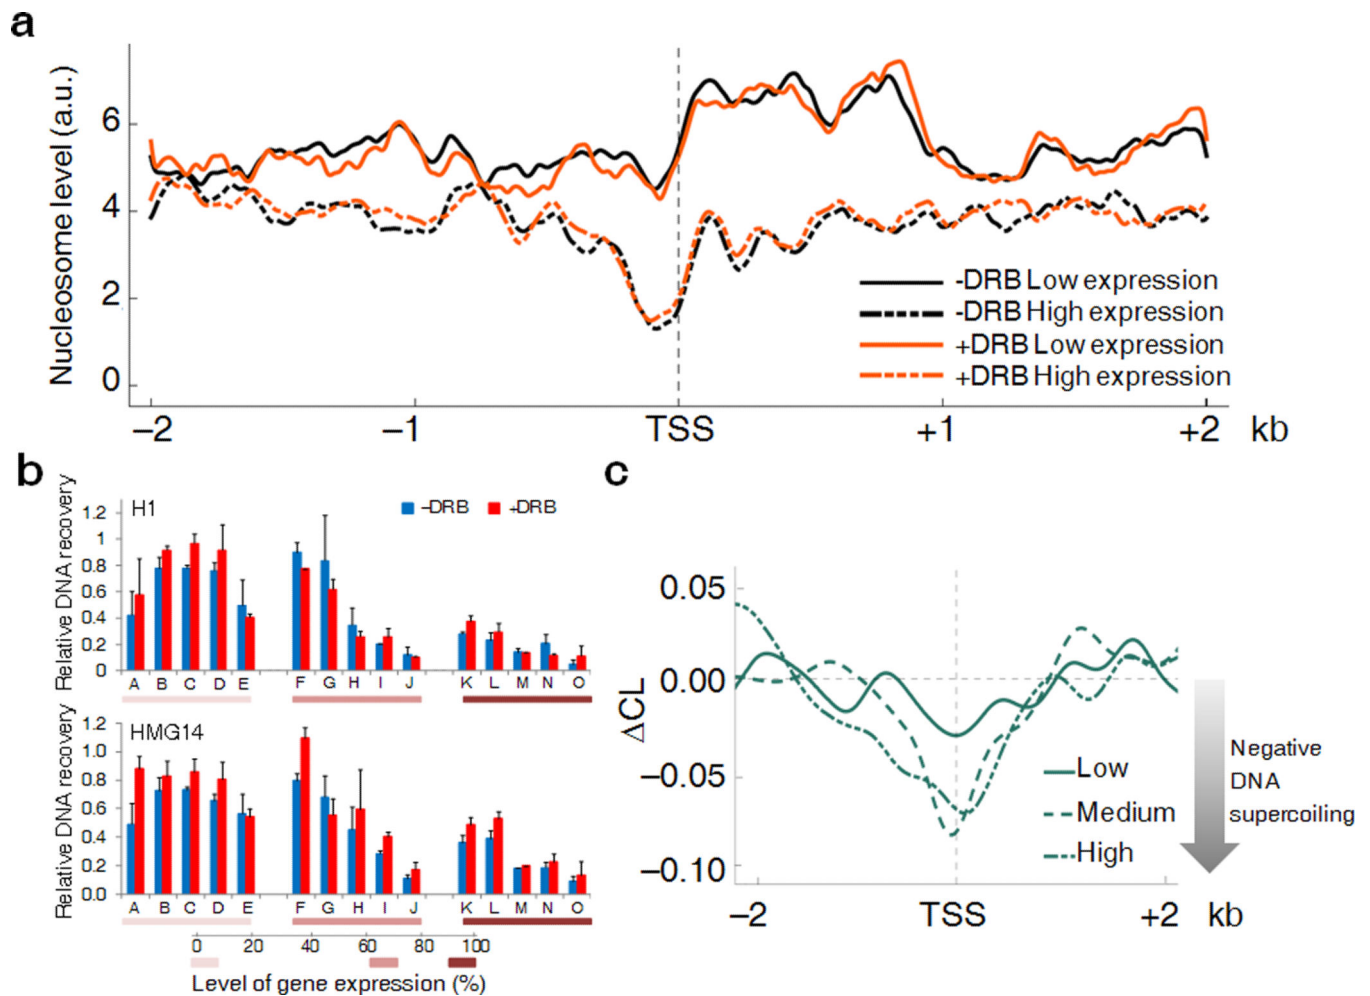 a
Nucleosome level (a.u.)
6
4
2
0
-DRB Low expression
-DRB High expression
+DRB Low expression
+DRB High expression
–2 –1 TSS +1 +2 kb
b
Relative DNA recovery
H1
–DRB +DRB
1.2
1
0.8
0.6
0.4
0.2
0
A B C D E F G H I J K L M N O
Relative DNA recovery
HMG14
1.2
1.0
0.8
0.6
0.4
0.2
0.0
A B C D E F G H I J K L M N O
0 20 40 60 80 100
Level of gene expression (%)
c
ΔCL
0.05
0.00
–0.05
–0.10
Low
Medium
High
Negative
DNA
supercoiling
–2 TSS +2 kb